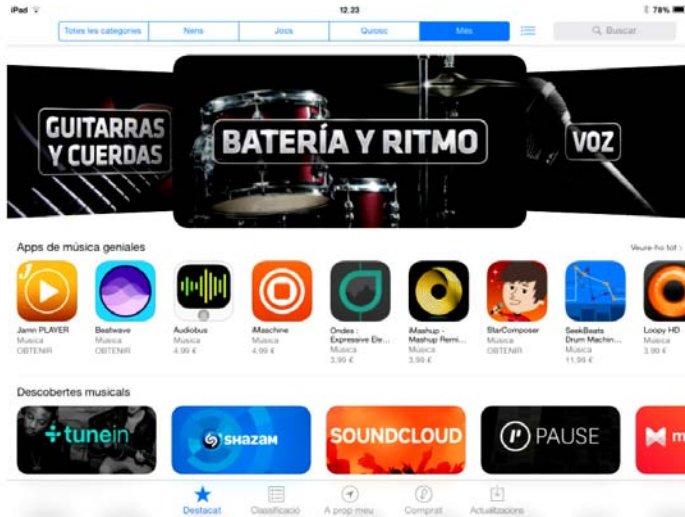 iPad
12.23
78%
Totes les categories
Nens
Jocs
Quiosc
Més
Buscar
GUITARRAS
Y CUERDAS
BATERÍA Y RITMO
VOZ
Apps de música geniales
Veure-ho tot >
Jamn PLAYER
Música
OBTENIR
Beatwave
Música
OBTENIR
Audiobus
Música
4,99 €
iMaschine
Música
4,99 €
Ondes :
Expressive Ele...
Música
3,99 €
iMashup -
Mashup Remi...
Música
3,99 €
StarComposer
Música
OBTENIR
SeekBeats
Drum Machin...
Música
11,99 €
Loopy HD
Música
3,99 €
Descobertes musicals
tunein
SHAZAM
SOUNDCLOUD
PAUSE
m
Destacat
Classificació
A prop meu
Comprat
Actualitzacions